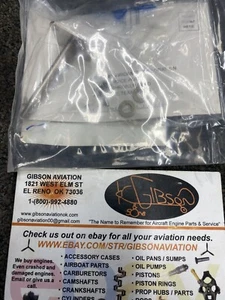 GIBSON AVIATION
1821 WEST ELM ST
EL RENO OK 73036
1-(800)-992-4880
www.gibsonaviationok.com
gibsonaviation00@gmail.com
Gibson
"The Name to Remember for Aircraft Engine Parts & Service"
Check us out on ebay for all your aviation needs.
WWW.EBAY.COM/STR/GIBSONAVIATION
We buy engines.
Even crashed and
damaged engines.
Email or
• ACCESSORY CASES
• AIRBOAT PARTS
• CARBURETORS
• CAMSHAFTS
• CRANKSHAFTS
• CYLINDERS
• OIL PANS / SUMPS
• OIL PUMPS
• PISTONS
• PISTON RINGS
• PROP HUBS / PARTS